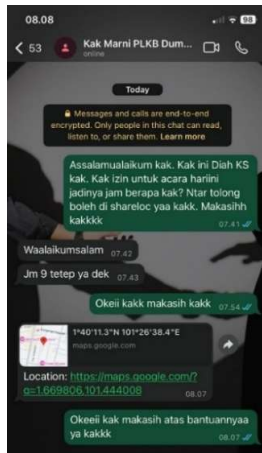 08.08
98
53
Kak Marni PLKB Dum...
online
Today
Messages and calls are end-to-end
encrypted. Only people in this chat can read,
listen to, or share them. Learn more
Assalamualaikum kak. Kak ini Diah KS
kak. Kak izin untuk acara hariini
jadinya jam berapa kak? Ntar tolong
boleh di shareloc yaa kakk. Makasihh
kakkkk
07.41
Waalaikumsalam 07.42
Jm 9 tetep ya dek 07.43
Okeii kakk makasih kakk 07.54
1°40'11.3"N 101°26'38.4"E
maps.google.com
Location: https://maps.google.com/?
q=1.669806,101.444008
08.07
Okeeii kak makasih atas bantuannyaa
ya kakkk
08.07